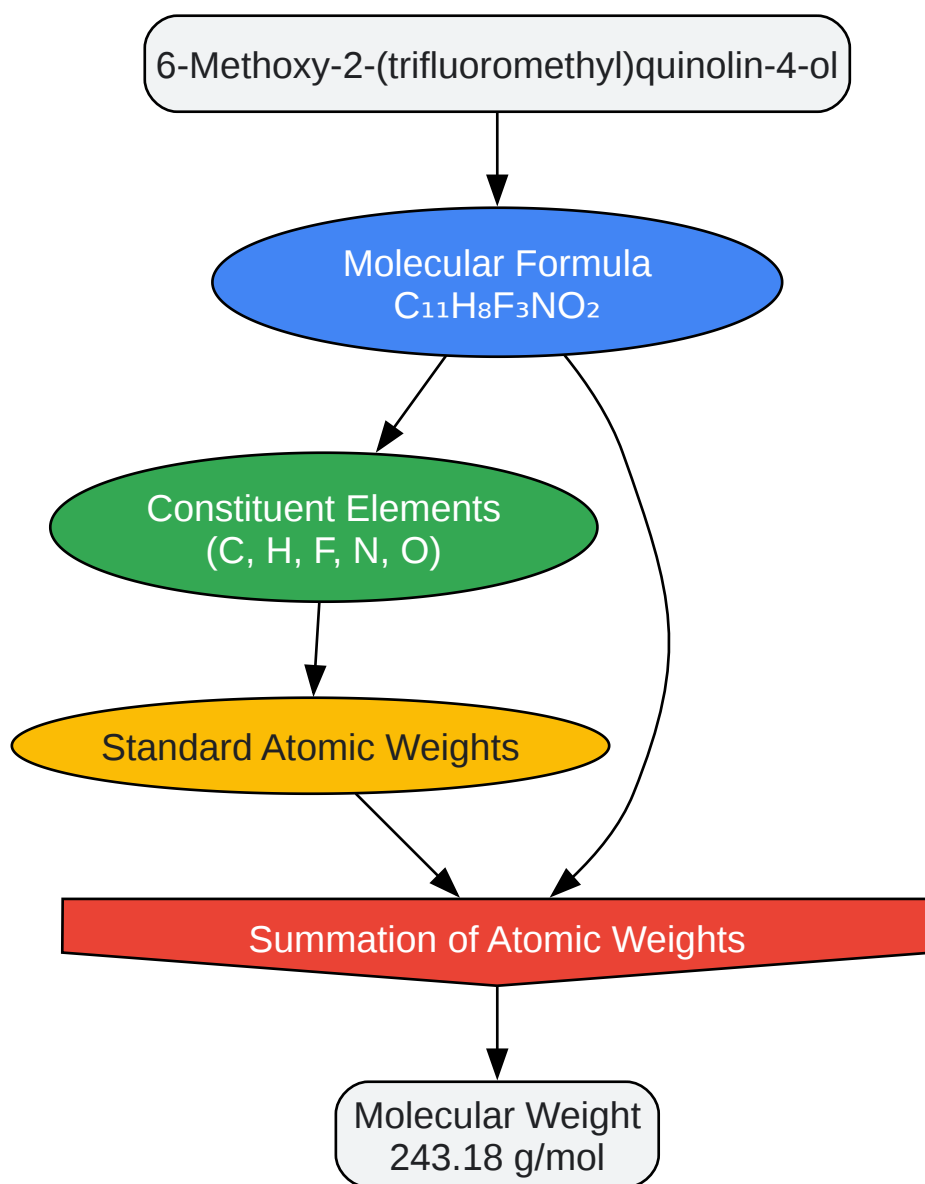 6-Methoxy-2-(trifluoromethyl)quinolin-4-ol
Molecular Formula
C₁₁H₈F₃NO₂
Constituent Elements
(C, H, F, N, O)
Standard Atomic Weights
Summation of Atomic Weights
Molecular Weight
243.18 g/mol